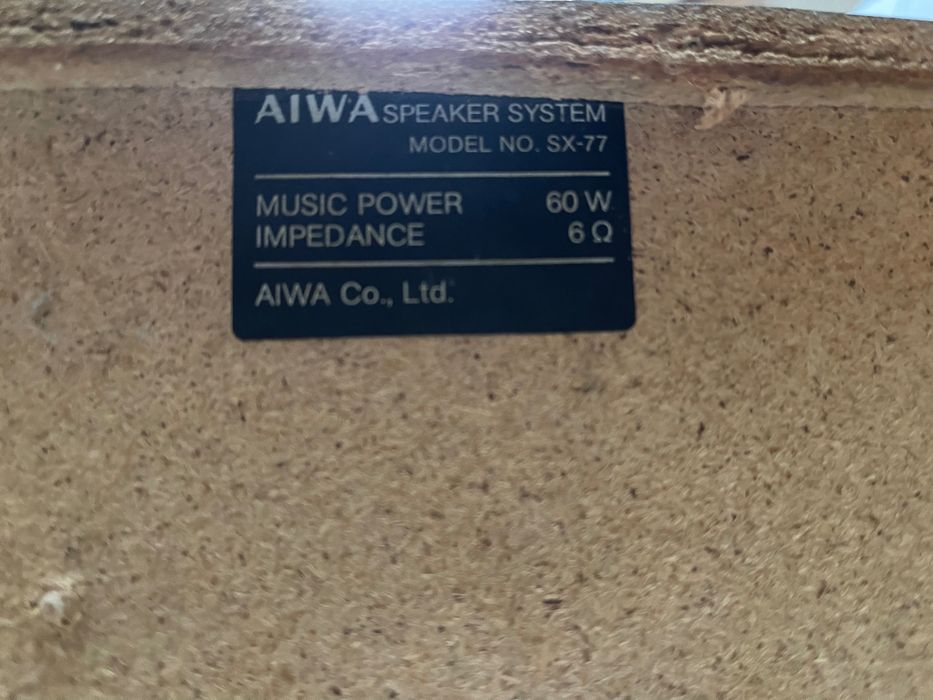 AIWA SPEAKER SYSTEM
MODEL NO. SX-77
MUSIC POWER 60 W
IMPEDANCE 6 Ω
AIWA Co., Ltd.